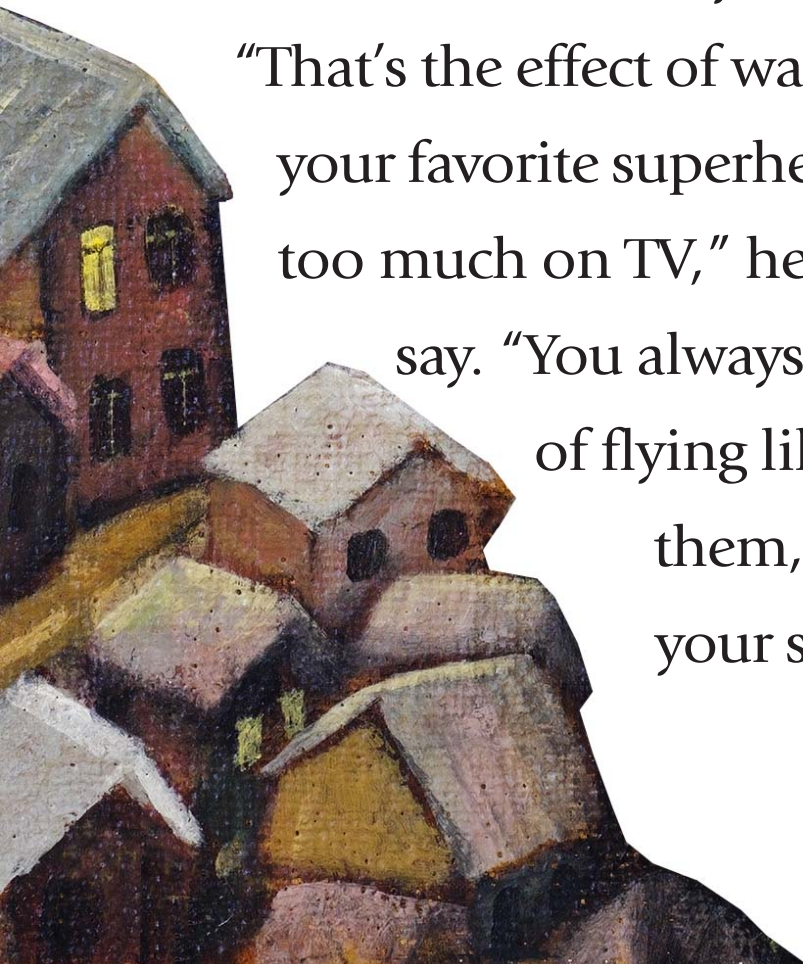 “That’s the effect of wa
your favorite superhe
too much on TV,” he
say. “You always
of flying li
them,
your s